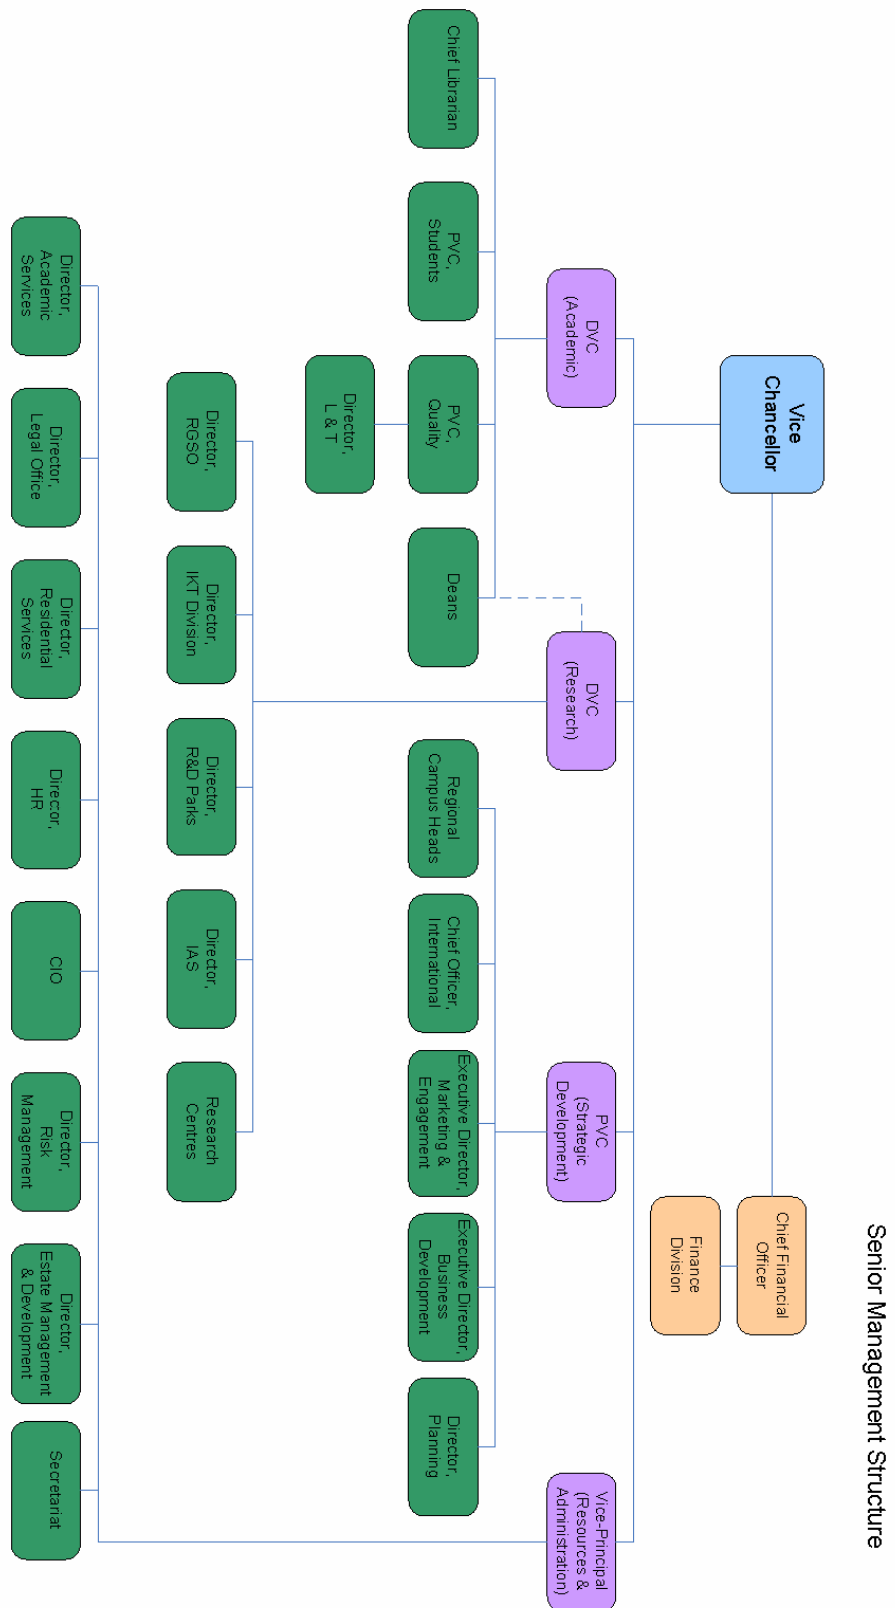 Senior Management Structure
Vice
Chancellor
Chief Financial
Officer
Finance
Division
DVC
(Academic)
DVC
(Research)
PVC
(Strategic
Development)
Vice-Principal
(Resources &
Administration)
Chief Librarian
PVC,
Students
PVC,
Quality
Deans
Regional
Campus Heads
Chief Officer,
International
Executive Director,
Marketing &
Engagement
Executive Director,
Business
Development
Director,
Planning
Director,
L & T
Director,
RGSO
Director,
IKT Division
Director,
R&D Parks
Director,
IAS
Research
Centres
Director,
Academic
Services
Director,
Legal Office
Director,
Residential
Services
Director,
HR
CIO
Director,
Risk
Management
Director,
Estate Management
& Development
Secretariat